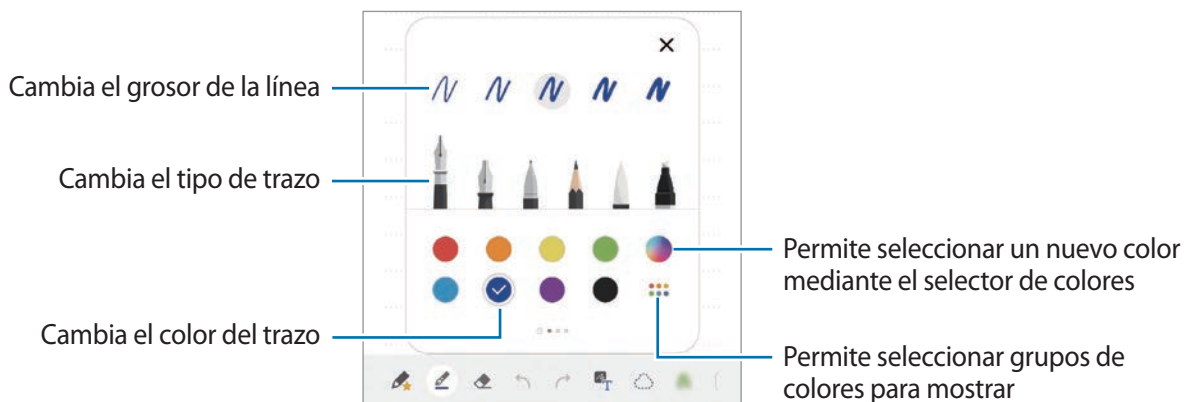 Cambia el grosor de la línea
Cambia el tipo de trazo
Permite seleccionar un nuevo color
mediante el selector de colores
Cambia el color del trazo
Permite seleccionar grupos de
colores para mostrar